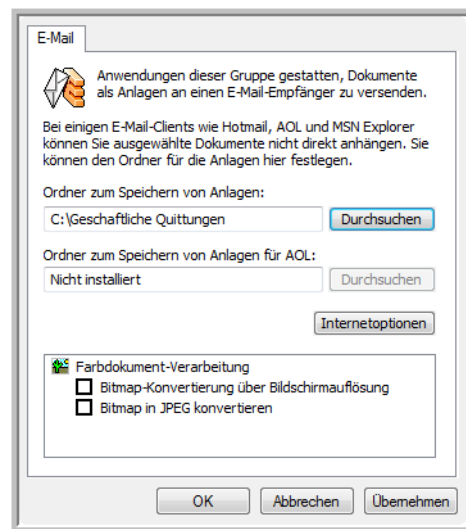 E-Mail
Anwendungen dieser Gruppe gestatten, Dokumente
als Anlagen an einen E-Mail-Empfänger zu versenden.
Bei einigen E-Mail-Clients wie Hotmail, AOL und MSN Explorer
können Sie ausgewählte Dokumente nicht direkt anhängen. Sie
können den Ordner für die Anlagen hier festlegen.
Ordner zum Speichern von Anlagen:
C:\Geschaftliche Quittungen
Durchsuchen
Ordner zum Speichern von Anlagen für AOL:
Nicht installiert
Durchsuchen
Internetoptionen
Farbdokument-Verarbeitung
Bitmap-Konvertierung über Bildschirmauflösung
Bitmap in JPEG konvertieren
OK
Abbrechen
Übernehmen